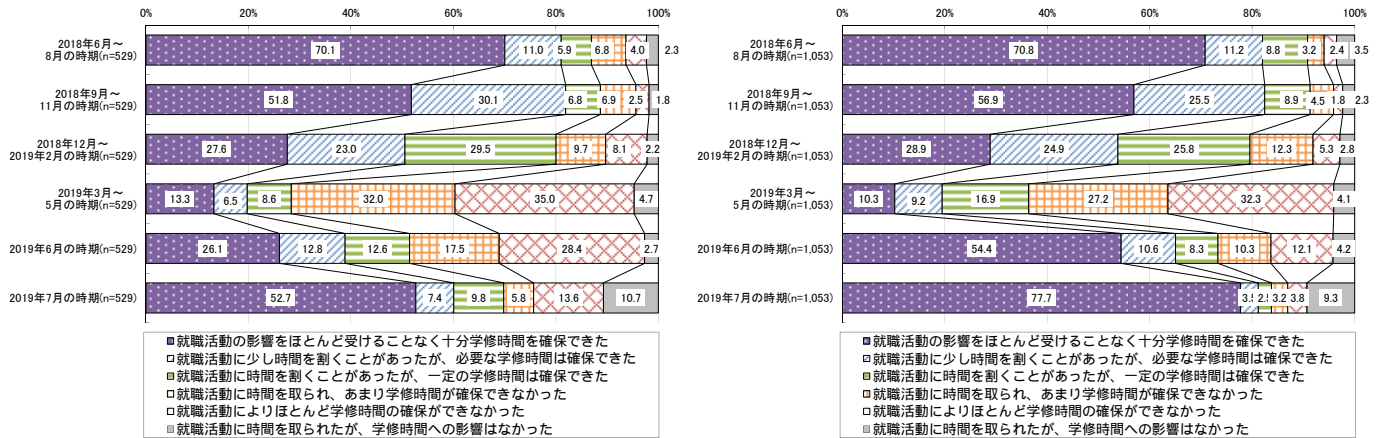 0% 20% 40% 60% 80% 100%
2018年6月～
8月の時期(n=529)
70.1 11.0 5.9 6.8 4.0 2.3
2018年9月～
11月の時期(n=529)
51.8 30.1 6.8 6.9 2.5 1.8
2018年12月～
2019年2月の時期(n=529)
27.6 23.0 29.5 9.7 8.1 2.2
2019年3月～
5月の時期(n=529)
13.3 6.5 8.6 32.0 35.0 4.7
2019年6月の時期(n=529)
26.1 12.8 12.6 17.5 28.4 2.7
2019年7月の時期(n=529)
52.7 7.4 9.8 5.8 13.6 10.7
就職活動の影響をほとんど受けることなく十分学修時間を確保できた
就職活動に少し時間を割くことがあったが、必要な学修時間は確保できた
就職活動に時間を割くことがあったが、一定の学修時間は確保できた
就職活動に時間を取られ、あまり学修時間が確保できなかった
就職活動によりほとんど学修時間の確保ができなかった
就職活動に時間を取られたが、学修時間への影響はなかった
0% 20% 40% 60% 80% 100%
2018年6月～
8月の時期(n=1,053)
70.8 11.2 8.8 3.2 2.4 3.5
2018年9月～
11月の時期(n=1,053)
56.9 25.5 8.9 4.5 1.8 2.3
2018年12月～
2019年2月の時期(n=1,053)
28.9 24.9 25.8 12.3 5.3 2.8
2019年3月～
5月の時期(n=1,053)
10.3 9.2 16.9 27.2 32.3 4.1
2019年6月の時期(n=1,053)
54.4 10.6 8.3 10.3 12.1 4.2
2019年7月の時期(n=1,053)
77.7 3.5 2.5 3.2 3.8 9.3
就職活動の影響をほとんど受けることなく十分学修時間を確保できた
就職活動に少し時間を割くことがあったが、必要な学修時間は確保できた
就職活動に時間を割くことがあったが、一定の学修時間は確保できた
就職活動に時間を取られ、あまり学修時間が確保できなかった
就職活動によりほとんど学修時間の確保ができなかった
就職活動に時間を取られたが、学修時間への影響はなかった